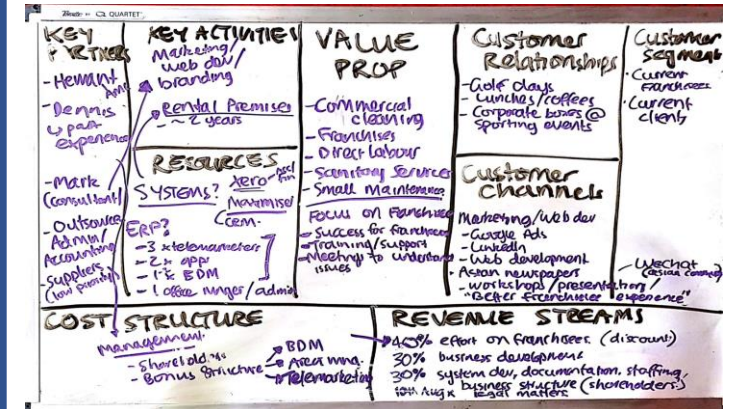 QUARTET
KEY
PARTNERS
- Hemant
- Dennis
↳ past
experience
- Mark
(consultant)
- Outsource
Admin/
Accounting
- Suppliers
(low priority)
KEY ACTIVITIES
Marketing/
web dev/
branding
Rental Premises
- ~ 2 years
RESOURCES
SYSTEMS? Xero
Maximiser
CRM.
ERP?
- 3 x telemarketers
- 2 x
- 1 x BDM
- 1 office mnger/admin
VALUE
PROP
- Commercial
cleaning
- Franchises
- Direct Labour
- Sanitary Services
- Small maintenance
Focus on Franchise
- Success for franchisees
- Training/support
- Meetings to understand
issues
Customer
Relationships
- Golf days
- Lunches/coffees
- Corporate boxes @
sporting events
Customer
Channels
Marketing/web dev
- Google Ads
- LinkedIn
- Web development
- Asian newspapers
- workshops/presentations/
"Better franchisee experience"
Customer
Segment
· Current
franchisees
· Current
clients
- WeChat
COST STRUCTURE
management
- Shareholders
- Bonus Structure
BDM
Area mng.
Telemarketing
REVENUE STREAMS
40% effort on franchisees (discount)
30% business development
30% system dev, documentation, staffing,
business structure (shareholders)
legal matters